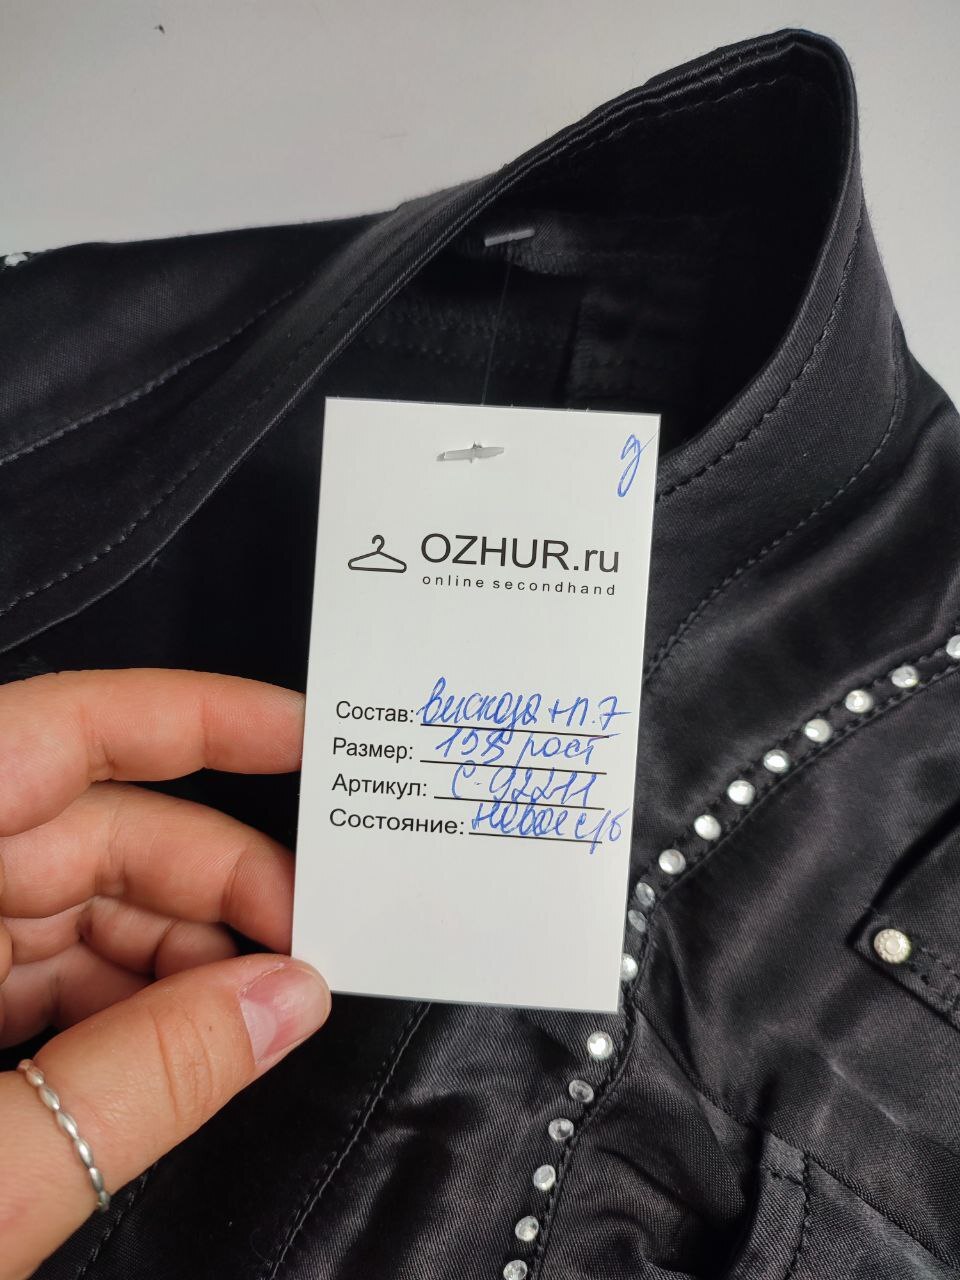 д
OZHUR.ru
online secondhand
Состав: вискоза + п.
Размер: 158 рост
Артикул: С-92211
Состояние: новое с/б